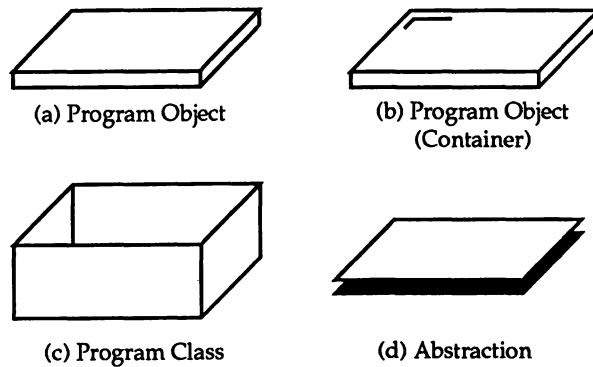 (a) Program Object
(b) Program Object
(Container)
(c) Program Class
(d) Abstraction